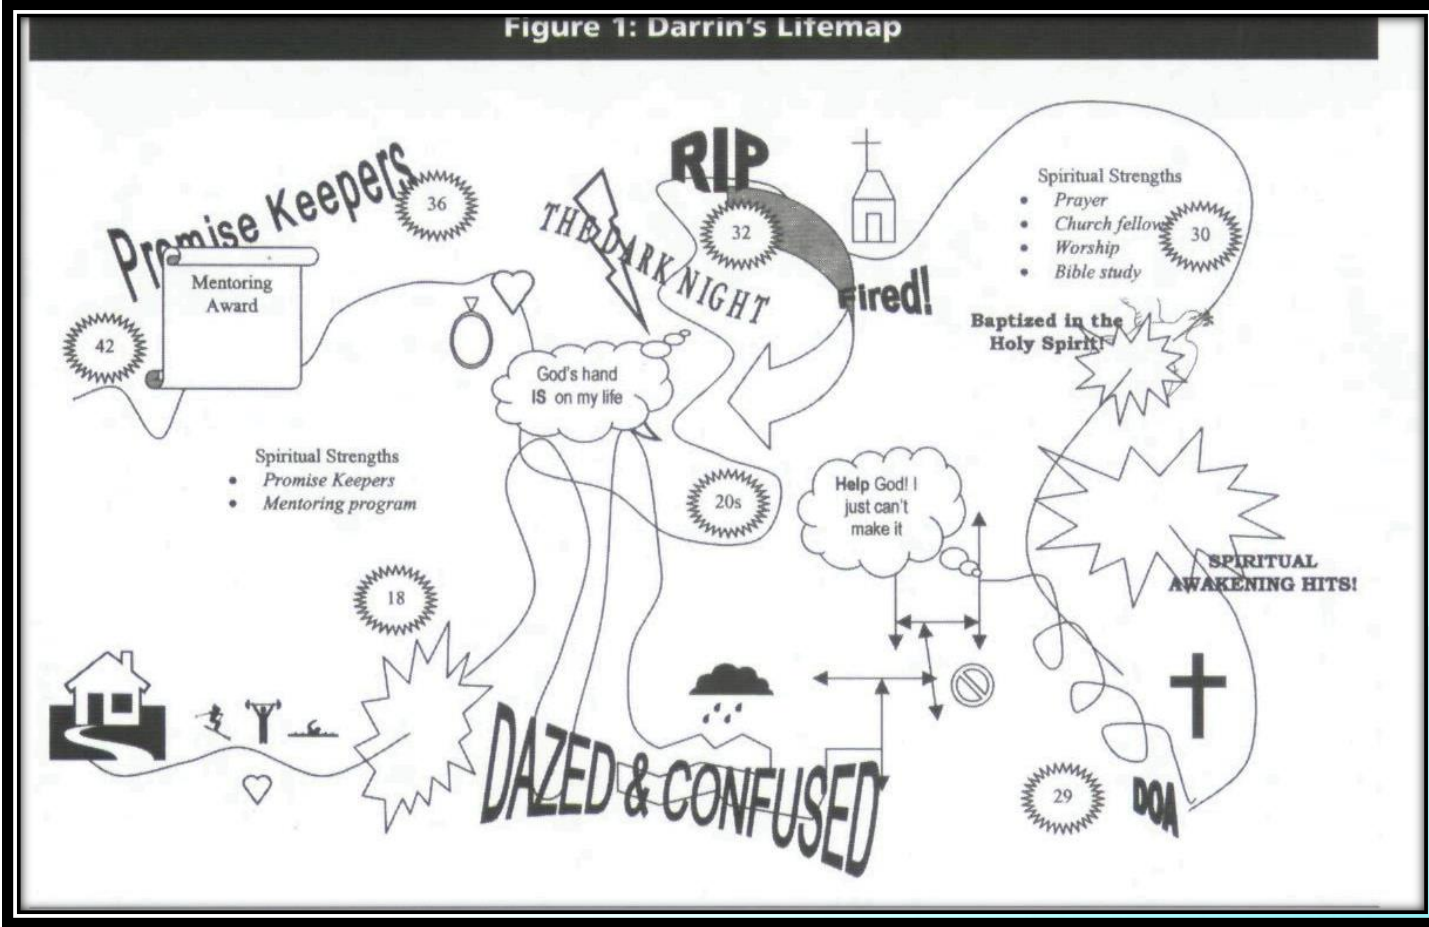 Figure 1: Darrin's Lifemap
Promise Keepers
36
Mentoring
Award
42
Spiritual Strengths
• Promise Keepers
• Mentoring program
THE DARK NIGHT
RIP
32
Fired!
Spiritual Strengths
• Prayer
• Church fellow
• Worship
• Bible study
30
Baptized in the
Holy Spirit!
God's hand
IS on my life
20s
Help God! I
just can't
make it
SPIRITUAL
AWAKENING HITS!
18
DAZED & CONFUSED
29
DOA